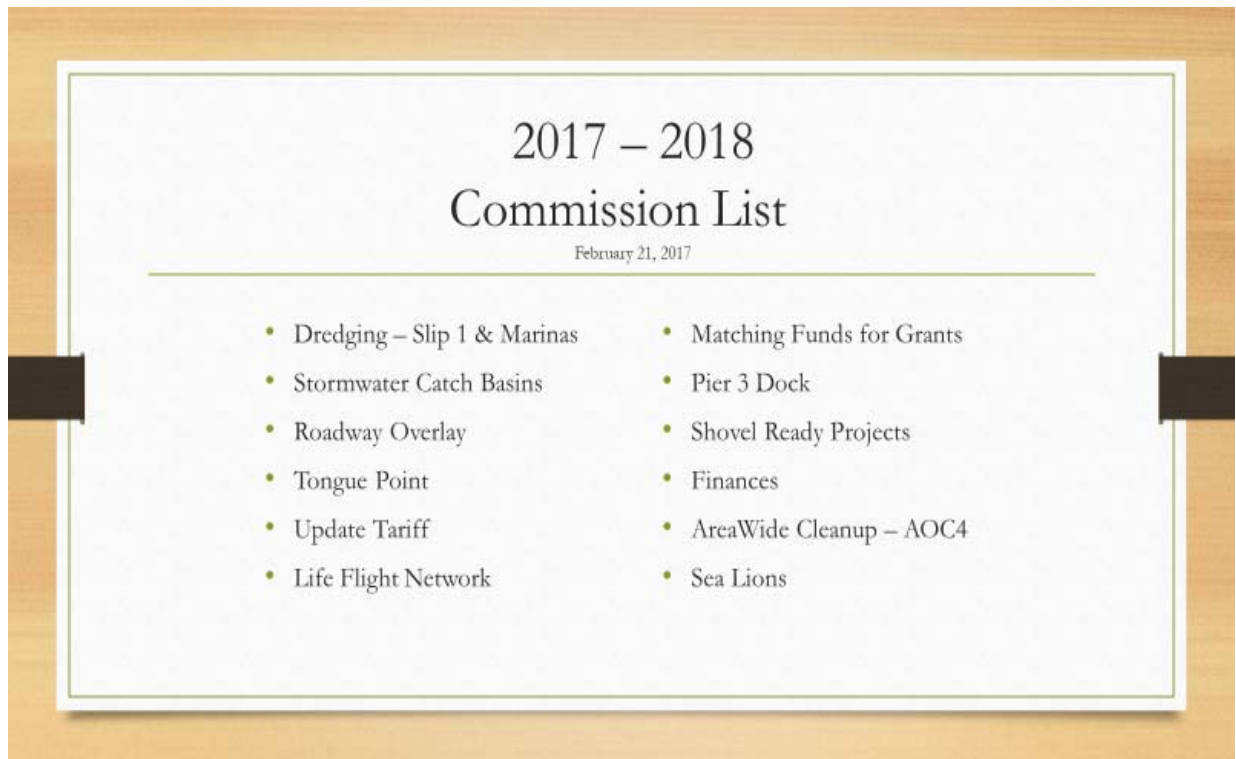 2017 – 2018
Commission List
February 21, 2017
• Dredging – Slip 1 & Marinas
• Stormwater Catch Basins
• Roadway Overlay
• Tongue Point
• Update Tariff
• Life Flight Network
• Matching Funds for Grants
• Pier 3 Dock
• Shovel Ready Projects
• Finances
• AreaWide Cleanup – AOC4
• Sea Lions